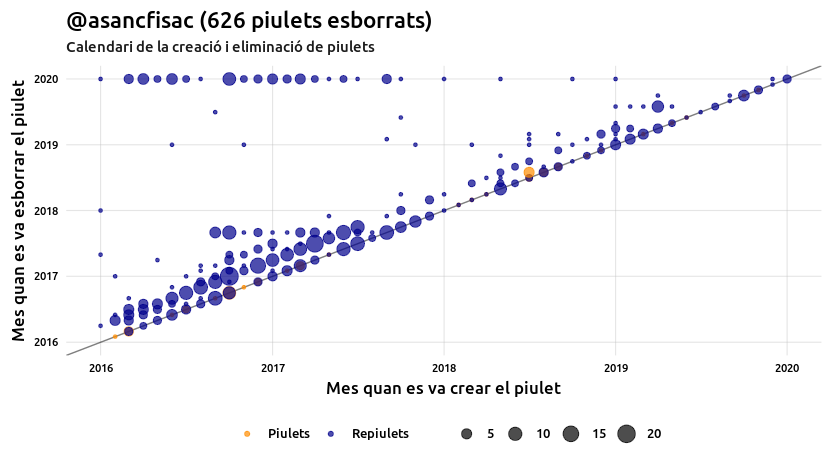 @asancfisac (626 piulets esborrats)
Calendari de la creació i eliminació de piulets
Mes quan es va esborrar el piulet
2020
2019
2018
2017
2016
2016 2017 2018 2019 2020
Mes quan es va crear el piulet
Piulets Repiulets 5 10 15 20